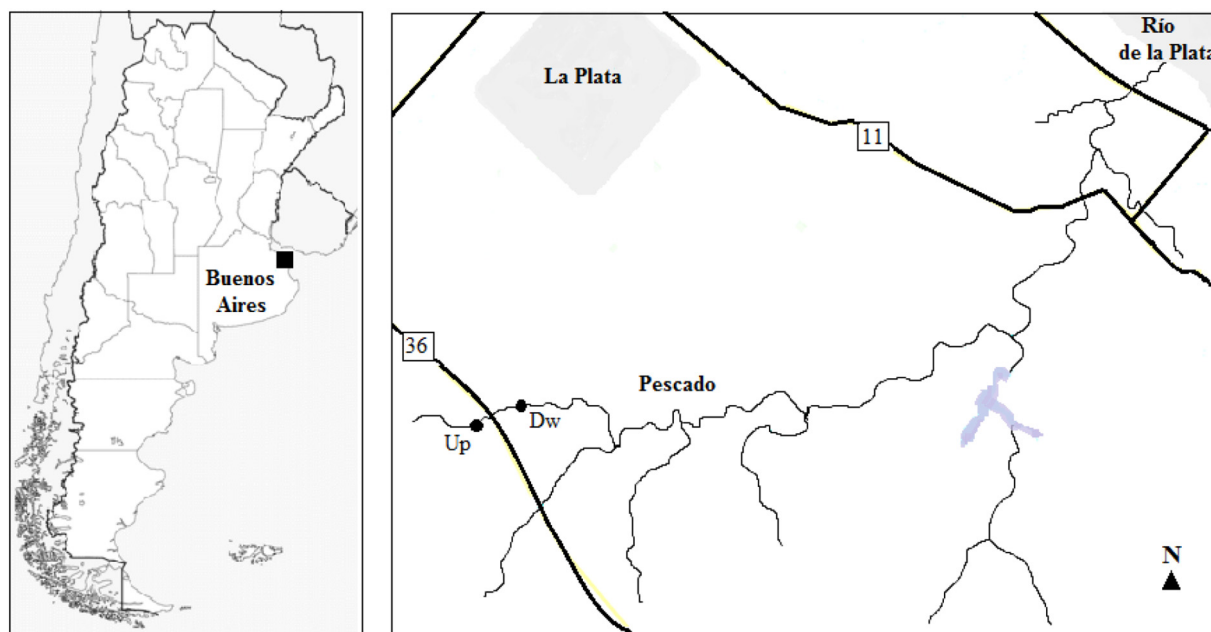 Buenos
Aires
La Plata
Río
de la Plata
11
36
Pescado
Dw
Up
N